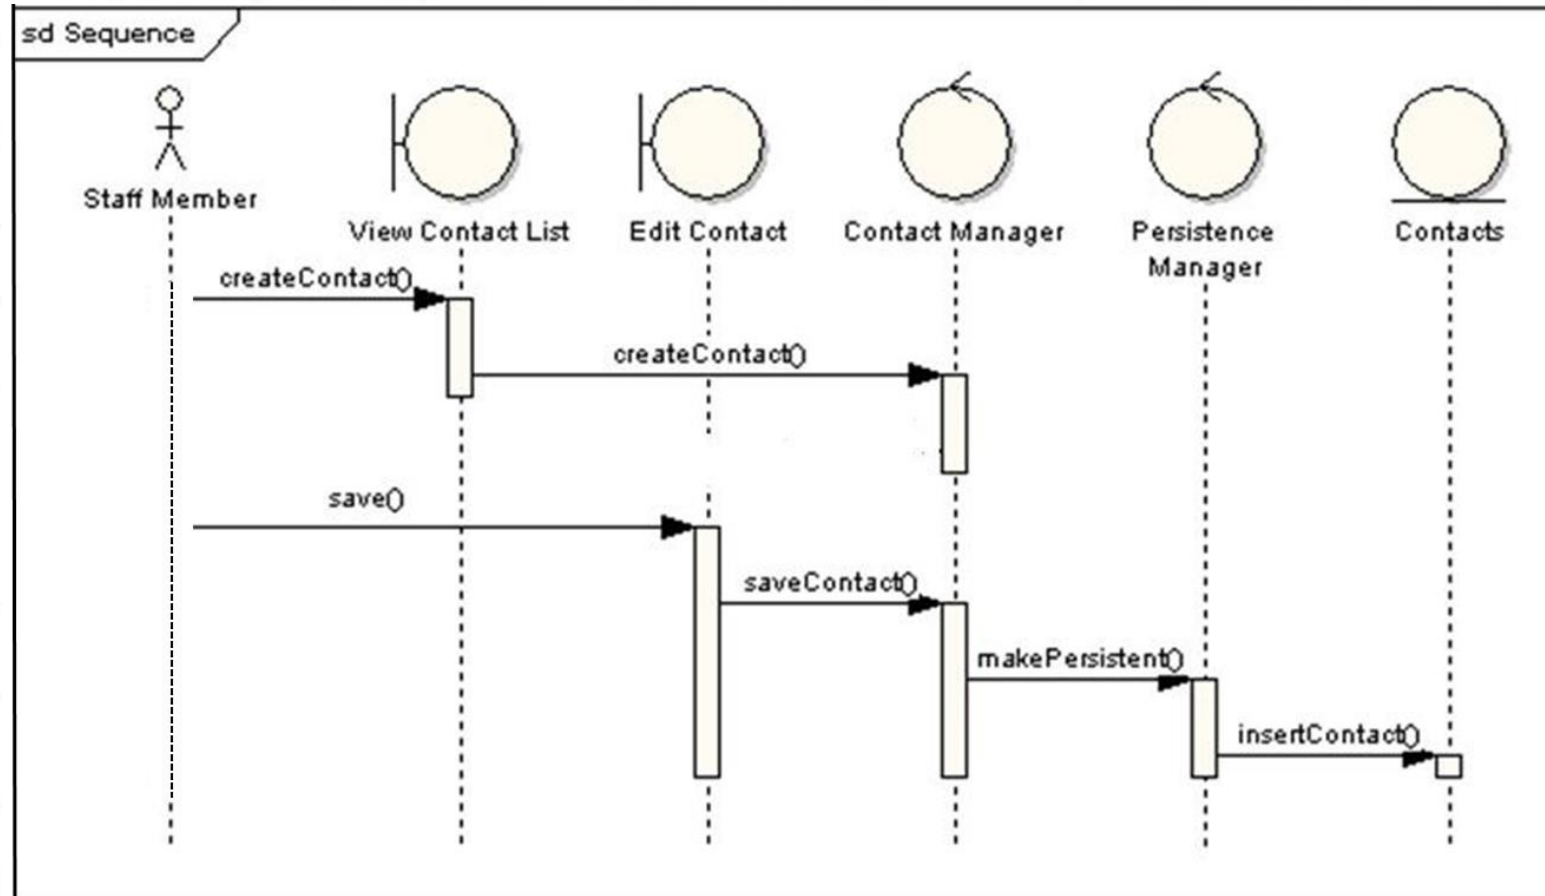 sd Sequence
Staff Member
View Contact List
Edit Contact
Contact Manager
Persistence
Manager
Contacts
createContact()
createContact()
save()
saveContact()
makePersistent()
insertContact()